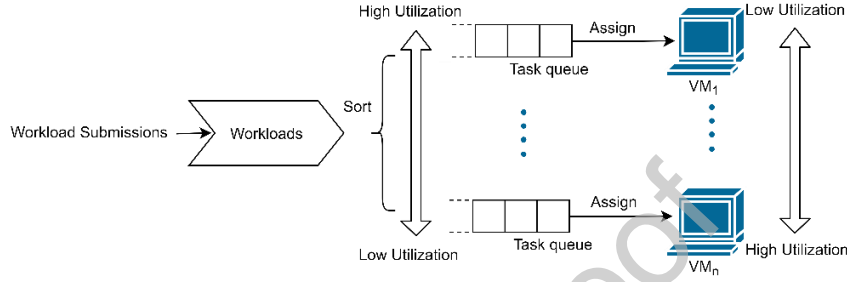 High Utilization
Low Utilization
Assign
Task queue
VM1
Sort
Workload Submissions
Workloads
Assign
Task queue
Low Utilization
High Utilization
VMn